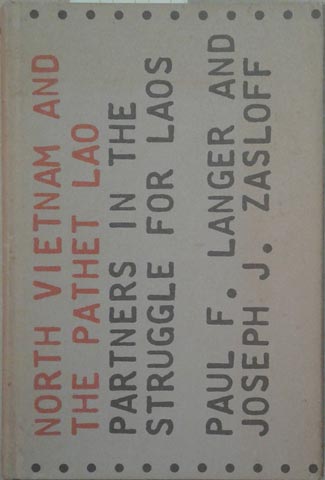 NORTH VIETNAM AND
THE PATHET LAO
PARTNERS IN THE
STRUGGLE FOR LAOS
PAUL F. LANGER AND
JOSEPH J. ZASLOFF